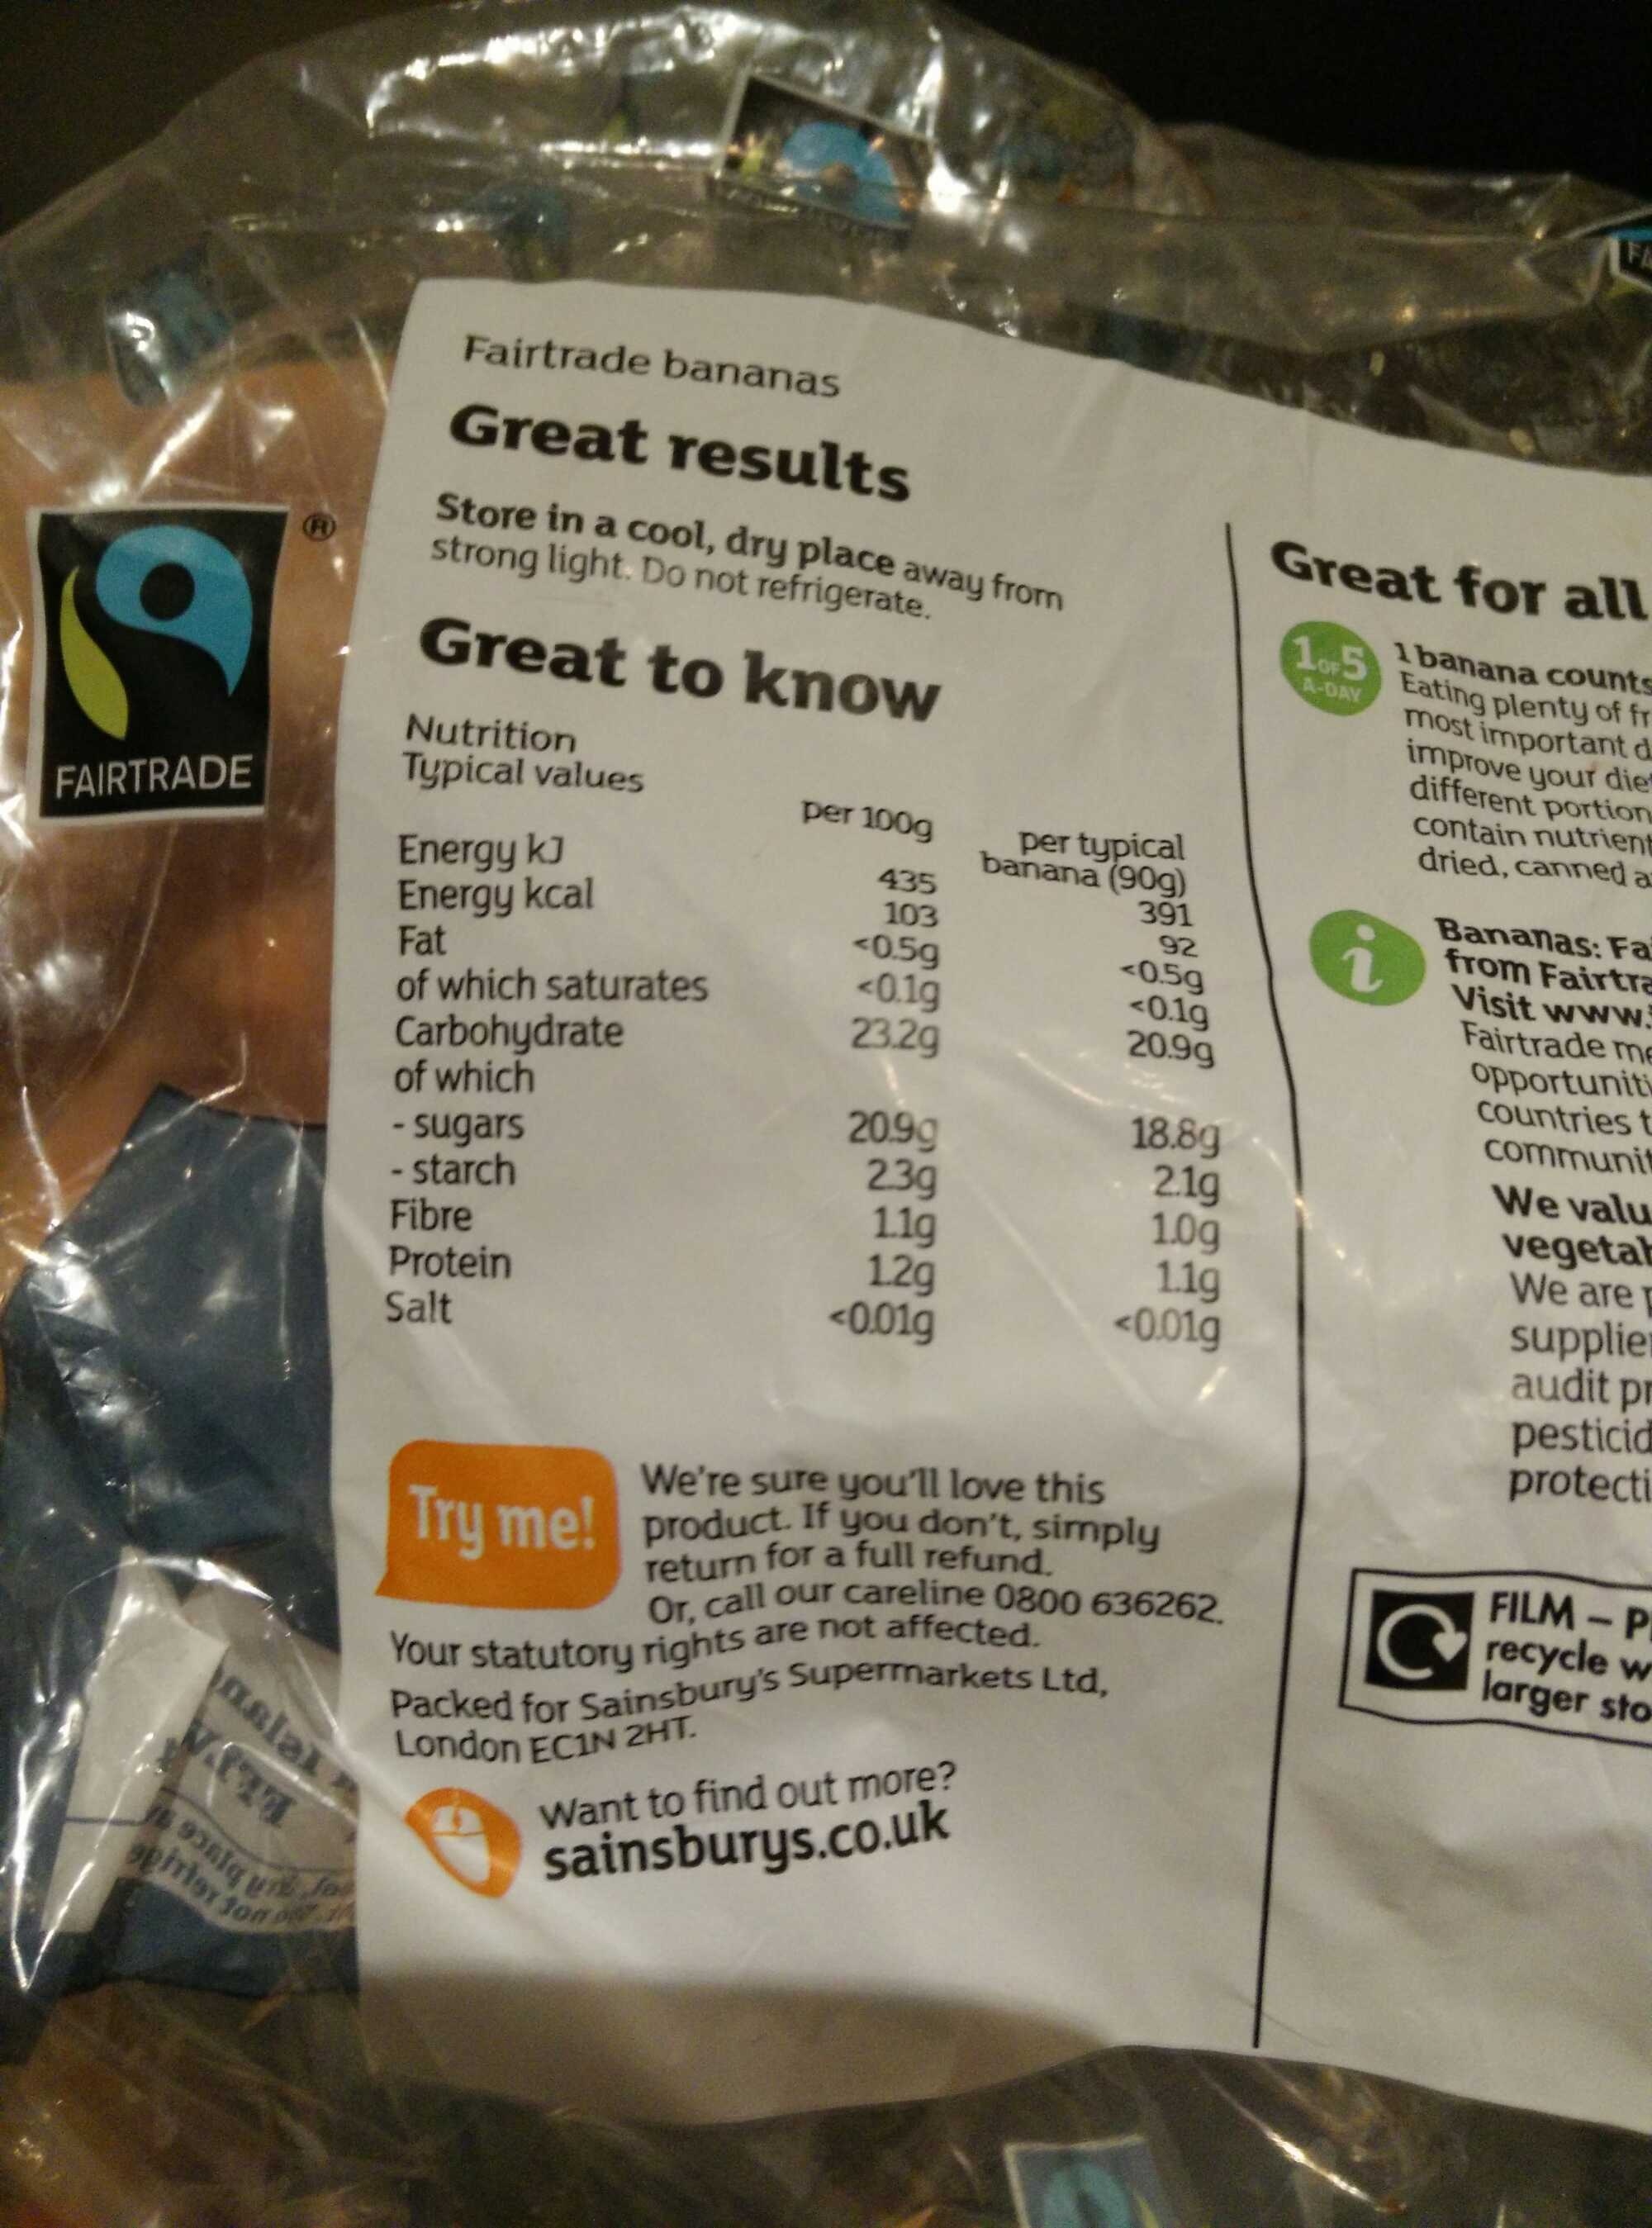 Fairtrade bananas
Great results
Store in a cool, dry place away from
strong light. Do not refrigerate.
Great to know
Nutrition
Typical values
per 100g per typical
banana (90g)
Energy kJ 435 391
Energy kcal 103 92
Fat <0.5g <0.5g
of which saturates <0.1g <0.1g
Carbohydrate 23.2g 20.9g
of which
- sugars 20.9g 18.8g
- starch 2.3g 2.1g
Fibre 1.1g 1.0g
Protein 1.2g 1.1g
Salt <0.01g <0.01g
Try me!
We're sure you'll love this
product. If you don't, simply
return for a full refund.
Or, call our careline 0800 636262.
Your statutory rights are not affected.
Packed for Sainsbury's Supermarkets Ltd,
London EC1N 2HT.
Want to find out more?
sainsburys.co.uk
FAIRTRADE
®
Great for all
1 OF 5
A-DAY
1 banana counts
Eating plenty of fr
most important d
improve your die
different portion
contain nutrient
dried, canned a
i
Bananas: Fa
from Fairtra
Visit www.
Fairtrade me
opportuniti
countries t
communit
We valu
vegetab
We are
supplier
audit pr
pesticid
protecti
FILM – Pl
recycle w
larger sto